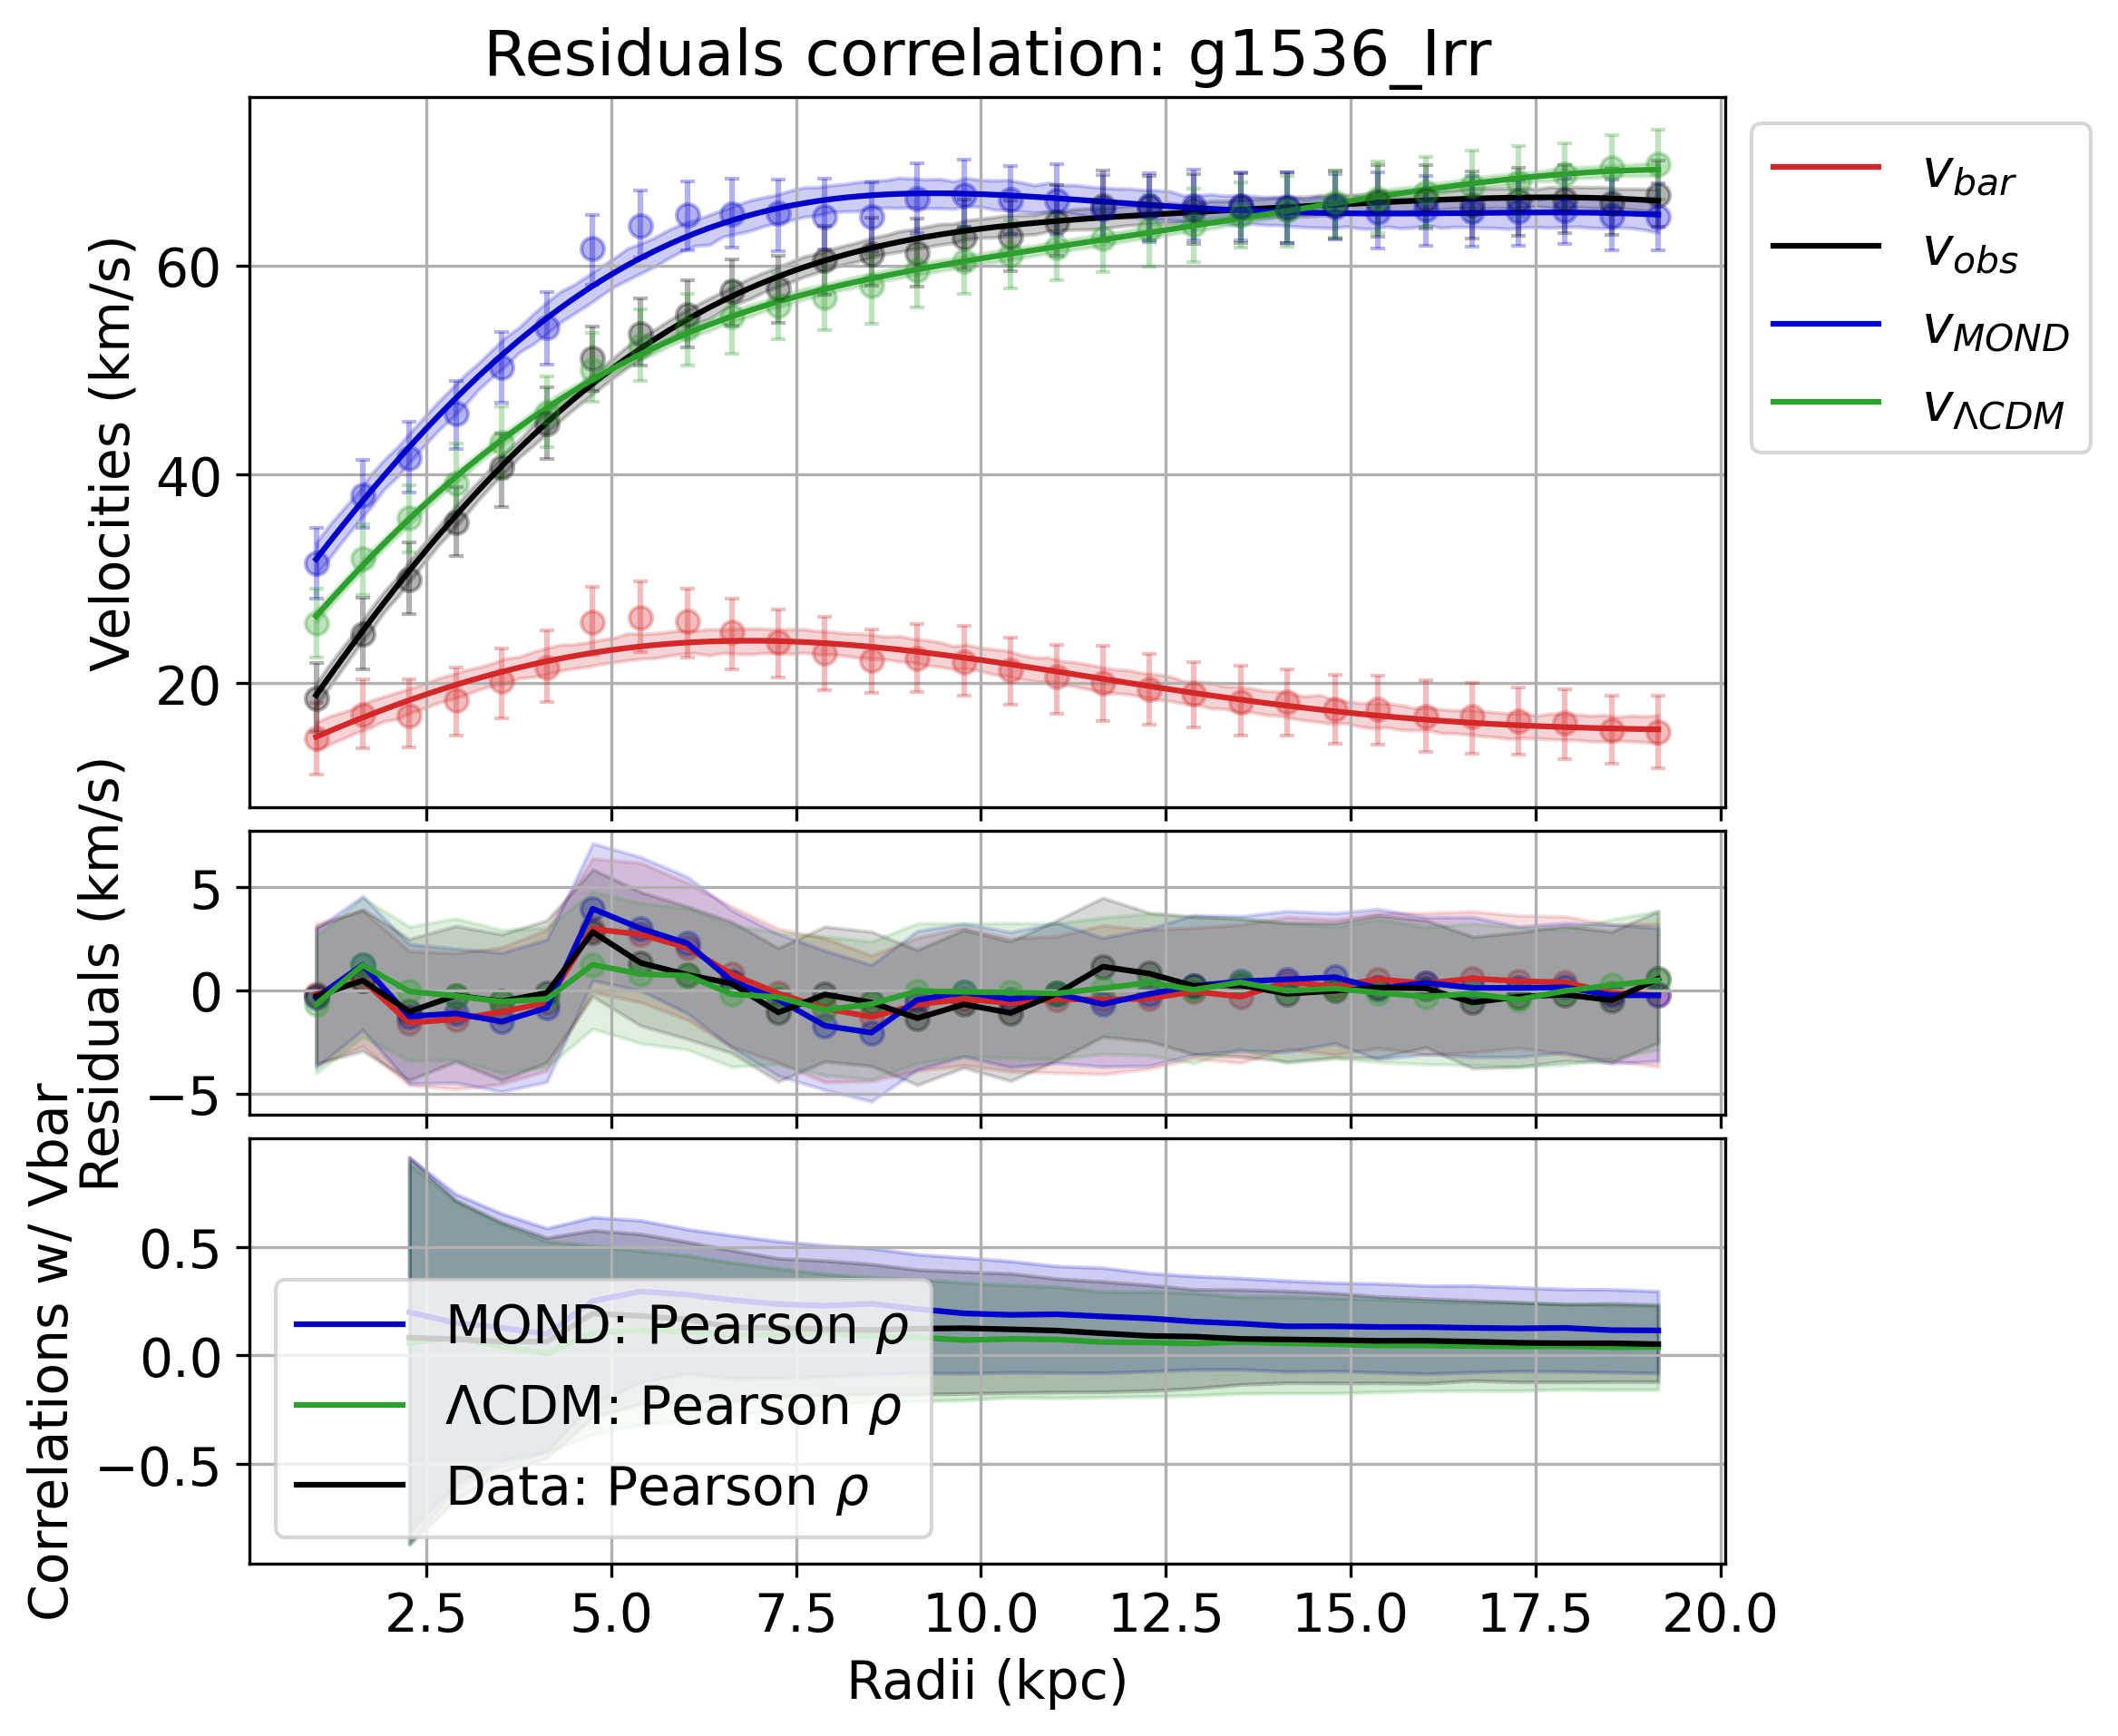 Residuals correlation: g1536_Irr
Velocities (km/s)
60
40
20
v_bar
v_obs
v_MOND
v_ΛCDM
Residuals (km/s)
5
0
−5
Correlations w/ Vbar
0.5
0.0
−0.5
MOND: Pearson ρ
ΛCDM: Pearson ρ
Data: Pearson ρ
2.5 5.0 7.5 10.0 12.5 15.0 17.5 20.0
Radii (kpc)